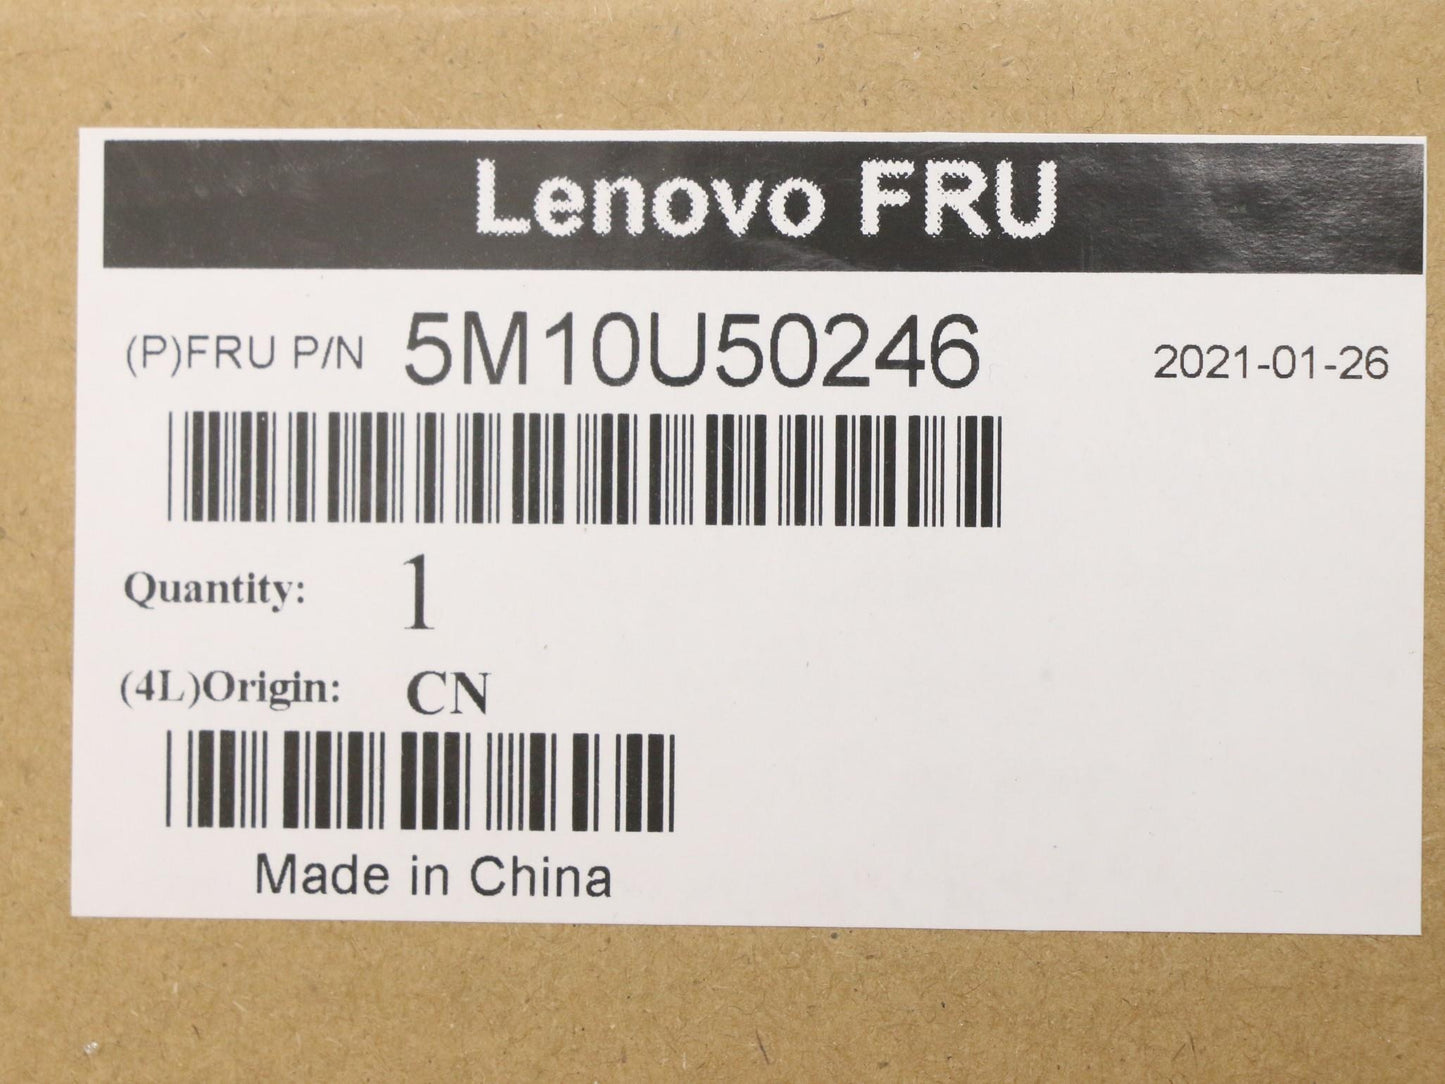 Lenovo FRU
(P)FRU P/N 5M10U50246 2021-01-26
Quantity: 1
(4L)Origin: CN
Made in China